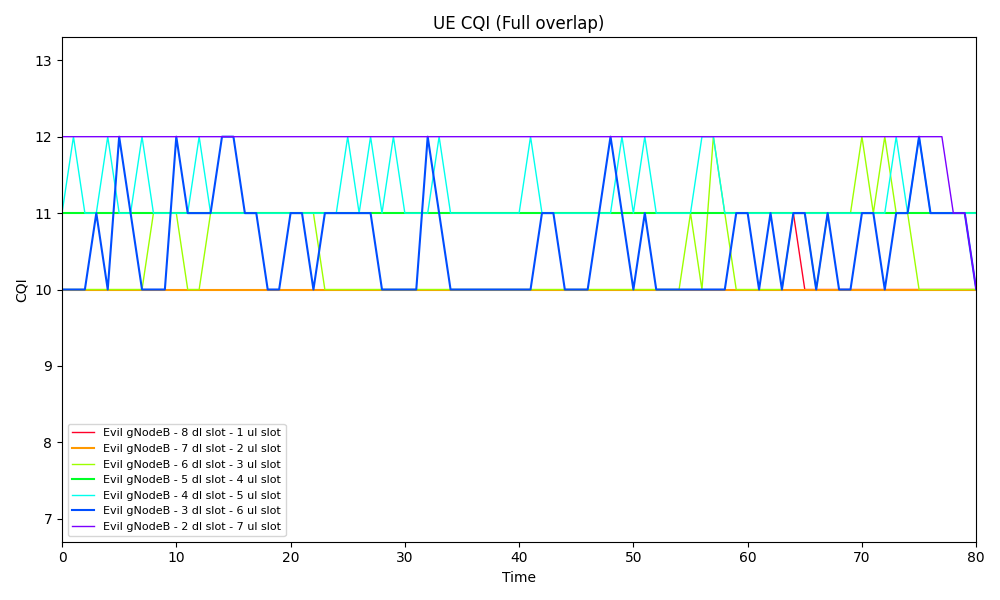 UE CQI (Full overlap)
CQI
13
12
11
10
9
8
7
Evil gNodeB - 8 dl slot - 1 ul slot
Evil gNodeB - 7 dl slot - 2 ul slot
Evil gNodeB - 6 dl slot - 3 ul slot
Evil gNodeB - 5 dl slot - 4 ul slot
Evil gNodeB - 4 dl slot - 5 ul slot
Evil gNodeB - 3 dl slot - 6 ul slot
Evil gNodeB - 2 dl slot - 7 ul slot
0 10 20 30 40 50 60 70 80
Time